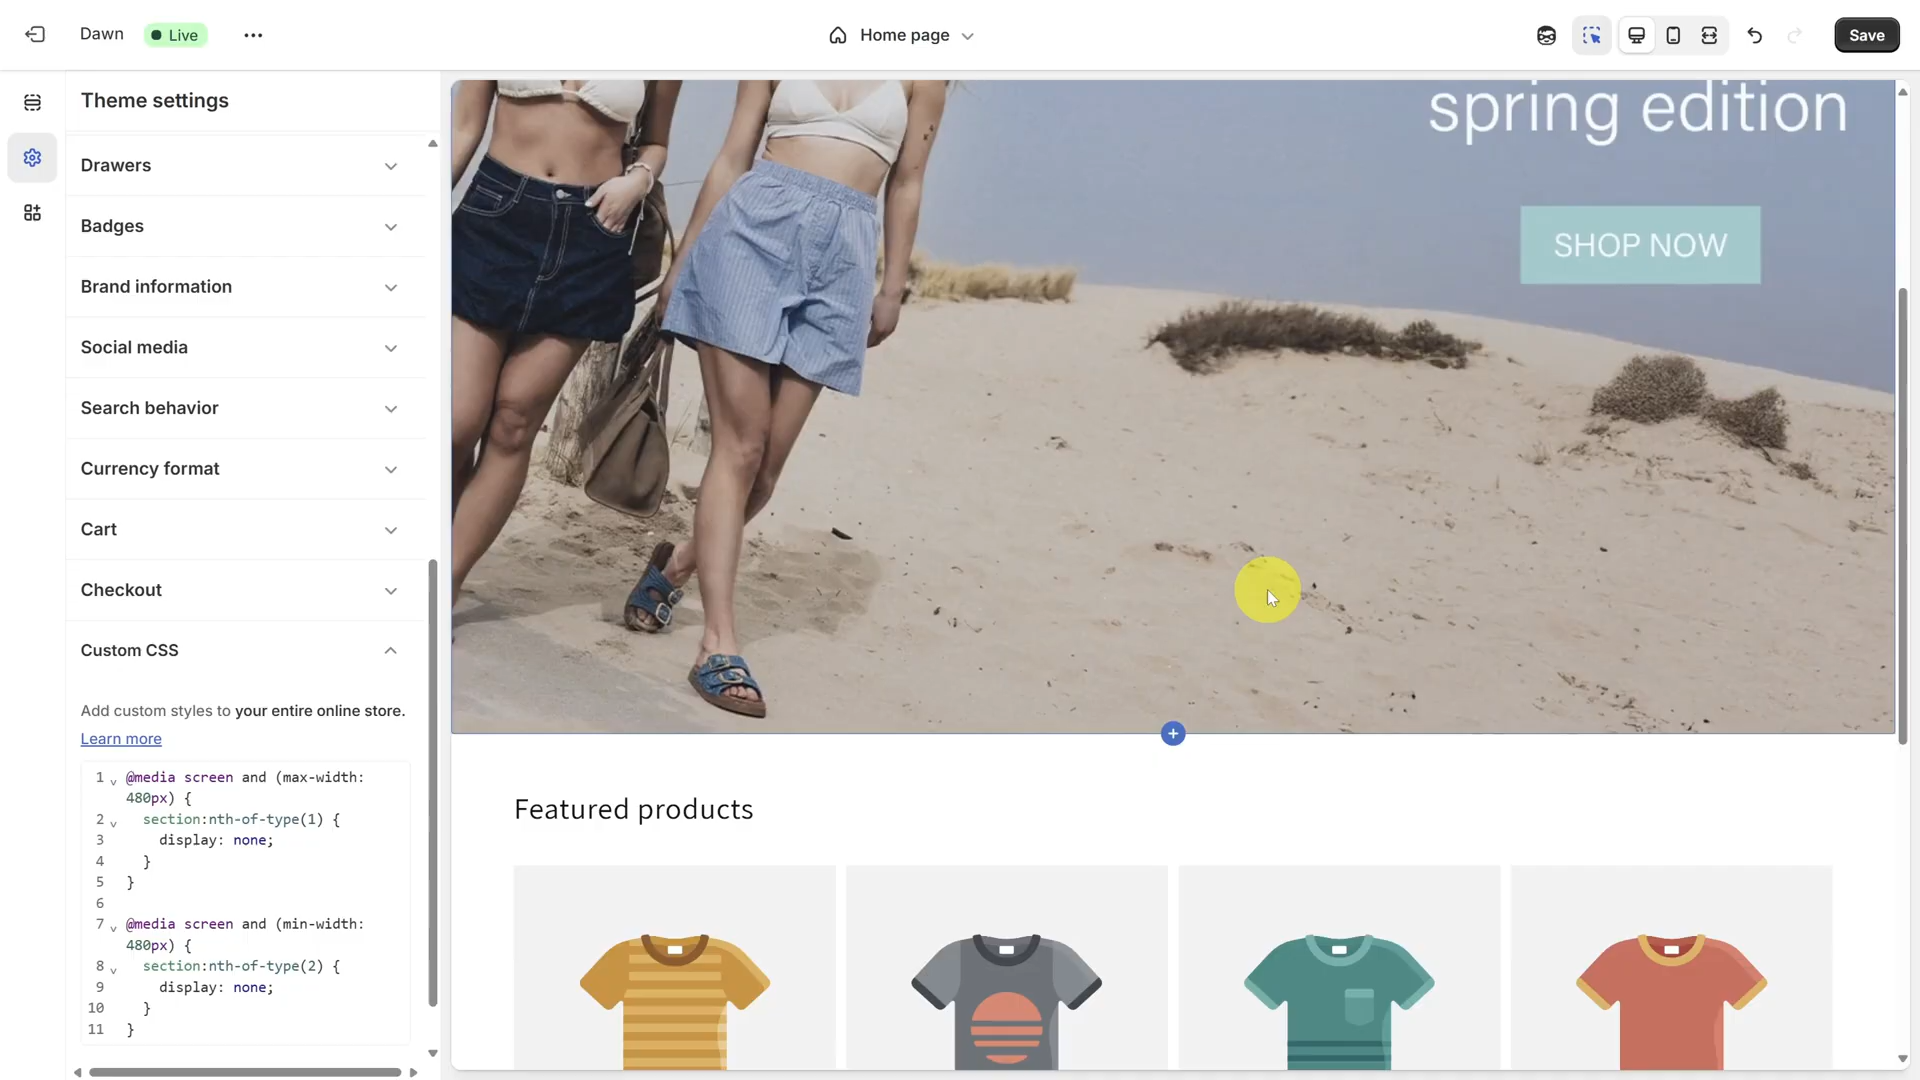 Dawn
Live
Home page
Save
Theme settings
Drawers
Badges
Brand information
Social media
Search behavior
Currency format
Cart
Checkout
Custom CSS
Add custom styles to your entire online store.
Learn more
1 @media screen and (max-width:
480px) {
2 section:nth-of-type(1) {
3 display: none;
4 }
5 }
6
7 @media screen and (min-width:
480px) {
8 section:nth-of-type(2) {
9 display: none;
10 }
11 }
spring edition
SHOP NOW
Featured products